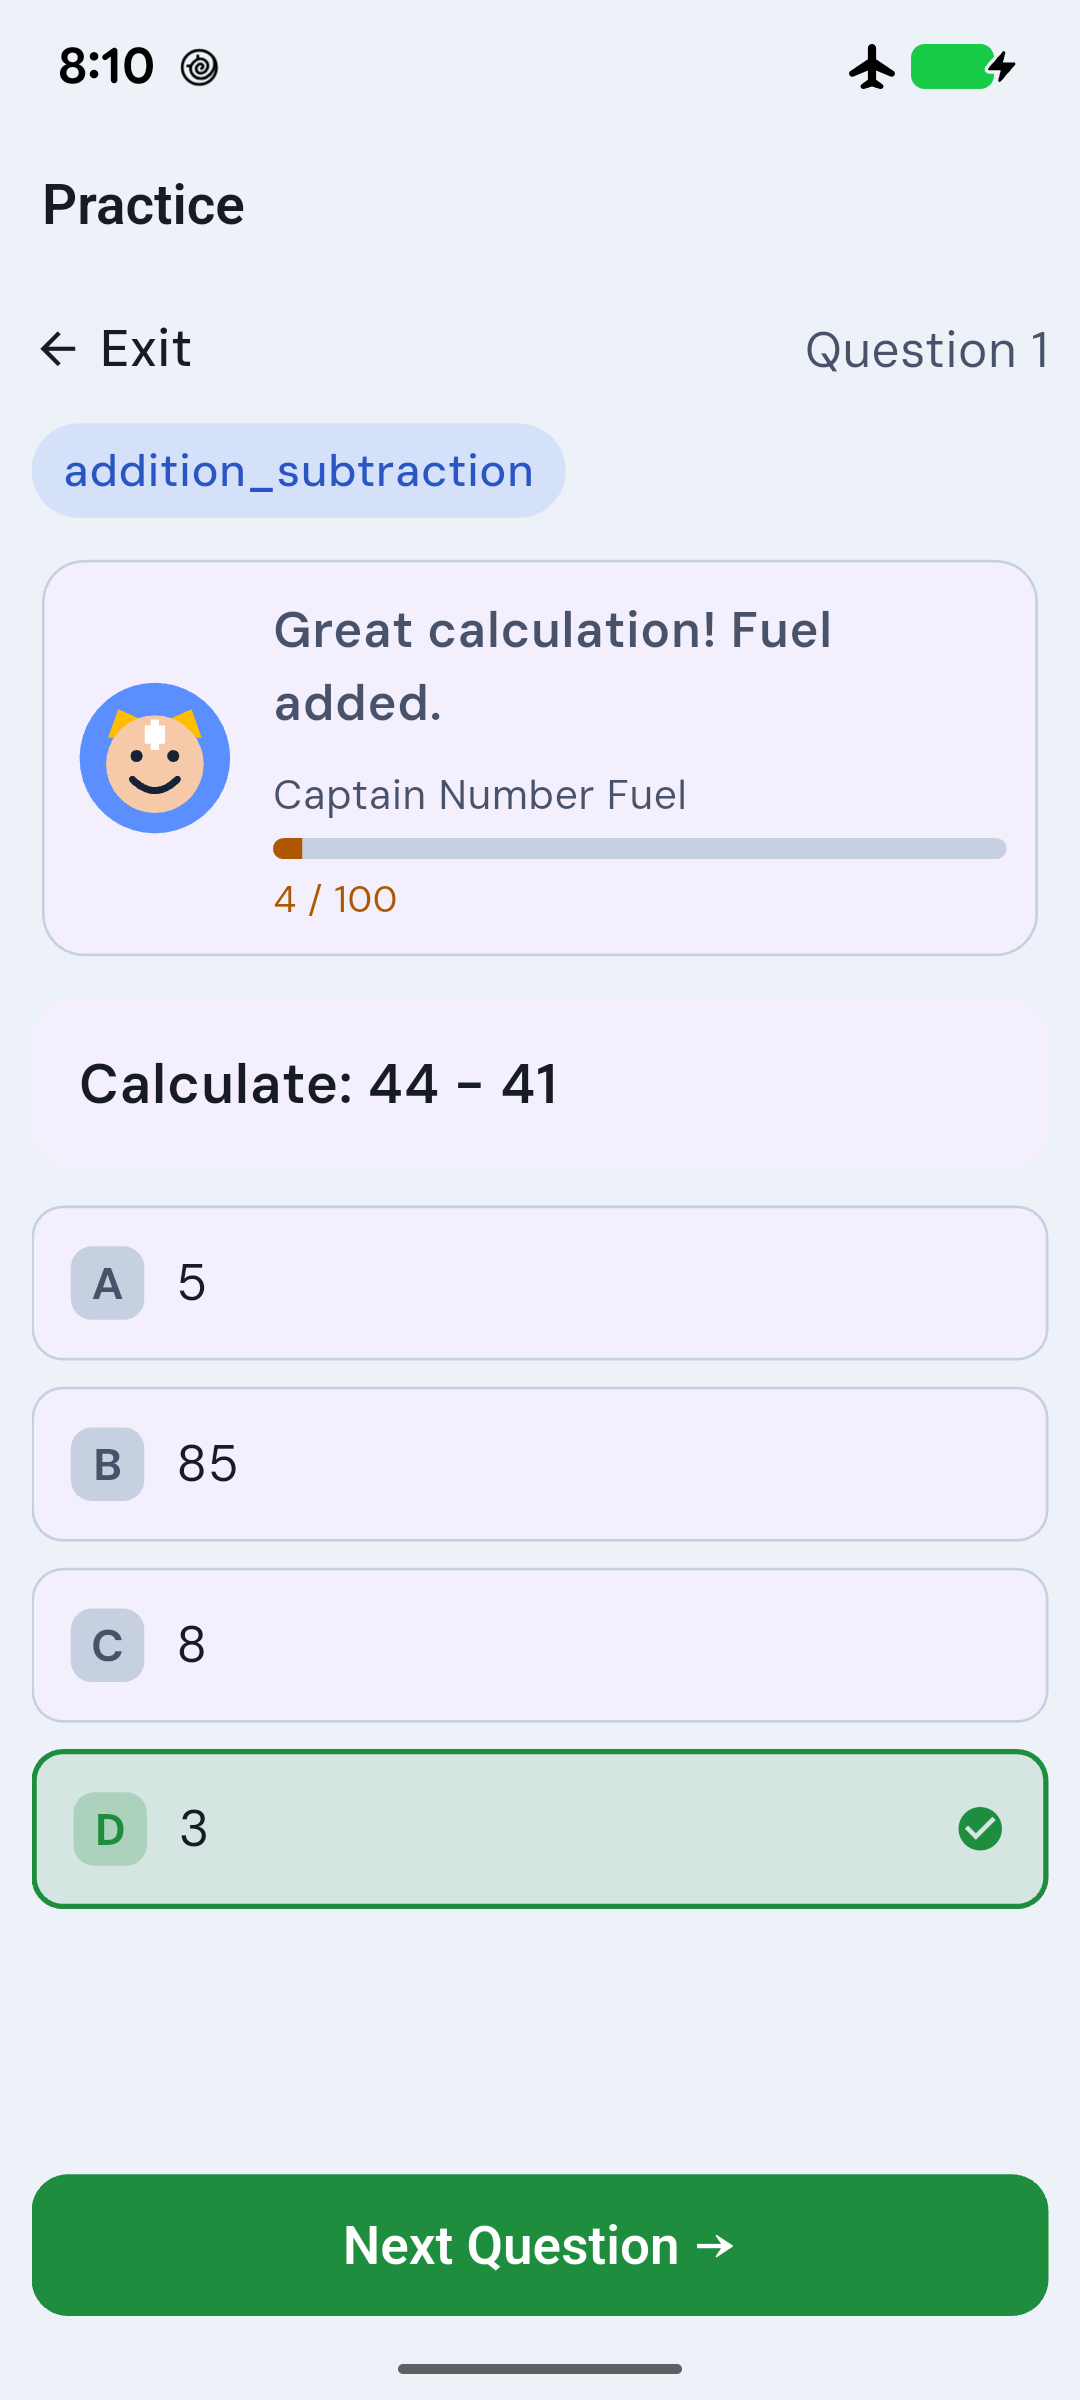 8:10
Practice
← Exit
Question 1
addition_subtraction
Great calculation! Fuel
added.
Captain Number Fuel
4 / 100
Calculate: 44 - 41
A 5
B 85
C 8
D 3
Next Question →